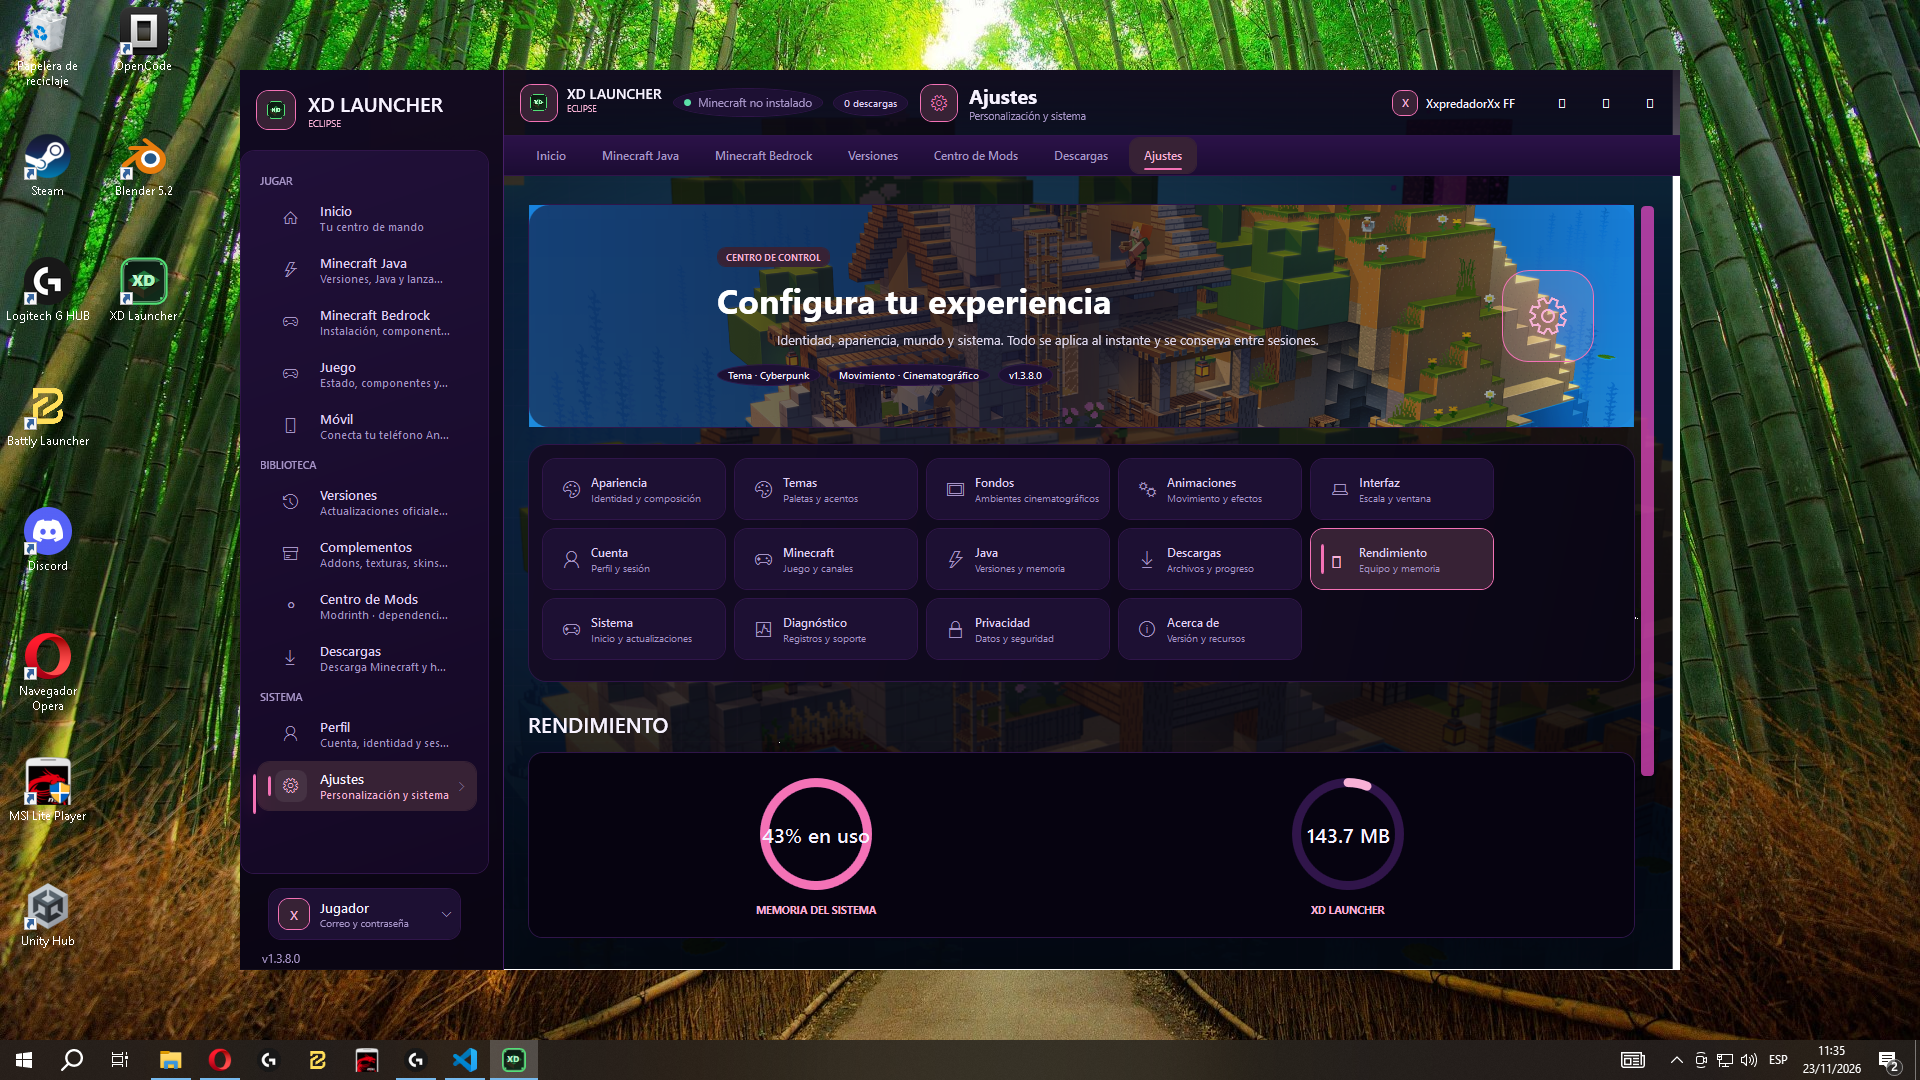 Papelera de
reciclaje
OpenCode
Steam
Blender 5.2
Logitech G HUB
XD
XD Launcher
Battly Launcher
Discord
Navegador
Opera
MSI Lite Player
Unity Hub
XD
XD LAUNCHER
ECLIPSE
JUGAR
Inicio
Tu centro de mando
Minecraft Java
Versiones, Java y lanza...
Minecraft Bedrock
Instalación, component...
Juego
Estado, componentes y...
Móvil
Conecta tu teléfono An...
BIBLIOTECA
Versiones
Actualizaciones oficiale...
Complementos
Addons, texturas, skins...
Centro de Mods
Modrinth · dependenci...
Descargas
Descarga Minecraft y h...
SISTEMA
Perfil
Cuenta, identidad y ses...
Ajustes
Personalización y sistema
X
Jugador
Correo y contraseña
v1.3.8.0
XD
XD LAUNCHER
ECLIPSE
Minecraft no instalado
0 descargas
Ajustes
Personalización y sistema
X
XxpredadorXx FF
Inicio
Minecraft Java
Minecraft Bedrock
Versiones
Centro de Mods
Descargas
Ajustes
CENTRO DE CONTROL
Configura tu experiencia
Identidad, apariencia, mundo y sistema. Todo se aplica al instante y se conserva entre sesiones.
Tema · Cyberpunk
Movimiento · Cinematográfico
v1.3.8.0
Apariencia
Identidad y composición
Temas
Paletas y acentos
Fondos
Ambientes cinematográficos
Animaciones
Movimiento y efectos
Interfaz
Escala y ventana
Cuenta
Perfil y sesión
Minecraft
Juego y canales
Java
Versiones y memoria
Descargas
Archivos y progreso
Rendimiento
Equipo y memoria
Sistema
Inicio y actualizaciones
Diagnóstico
Registros y soporte
Privacidad
Datos y seguridad
Acerca de
Versión y recursos
RENDIMIENTO
43% en uso
MEMORIA DEL SISTEMA
143.7 MB
XD LAUNCHER
XD
ESP
11:35
23/11/2026
2